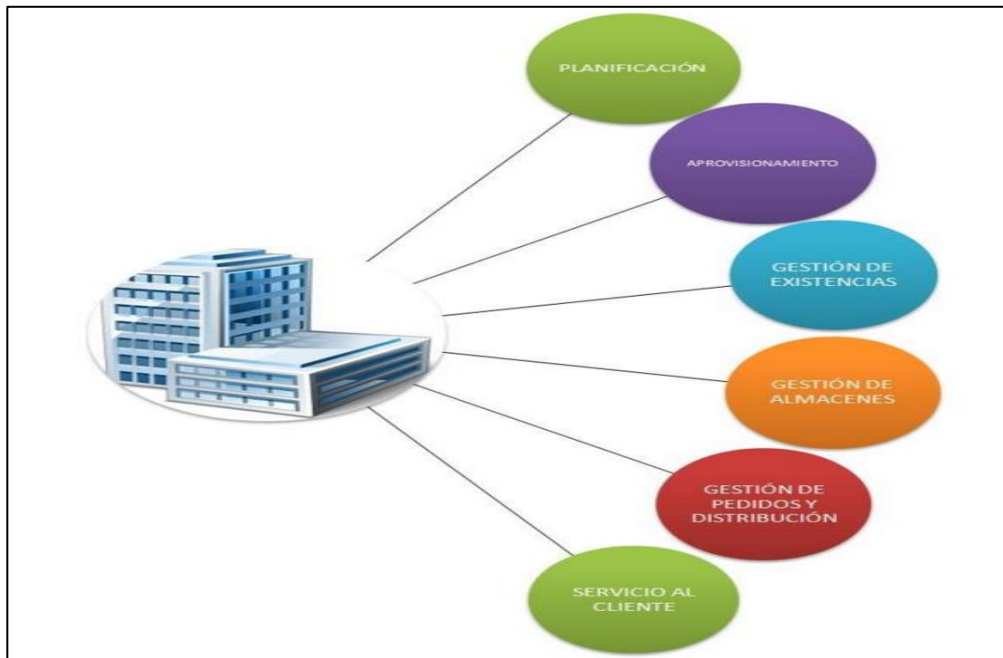 PLANIFICACIÓN
APROVISIONAMIENTO
GESTIÓN DE
EXISTENCIAS
GESTIÓN DE
ALMACENES
GESTIÓN DE
PEDIDOS Y
DISTRIBUCIÓN
SERVICIO AL
CLIENTE